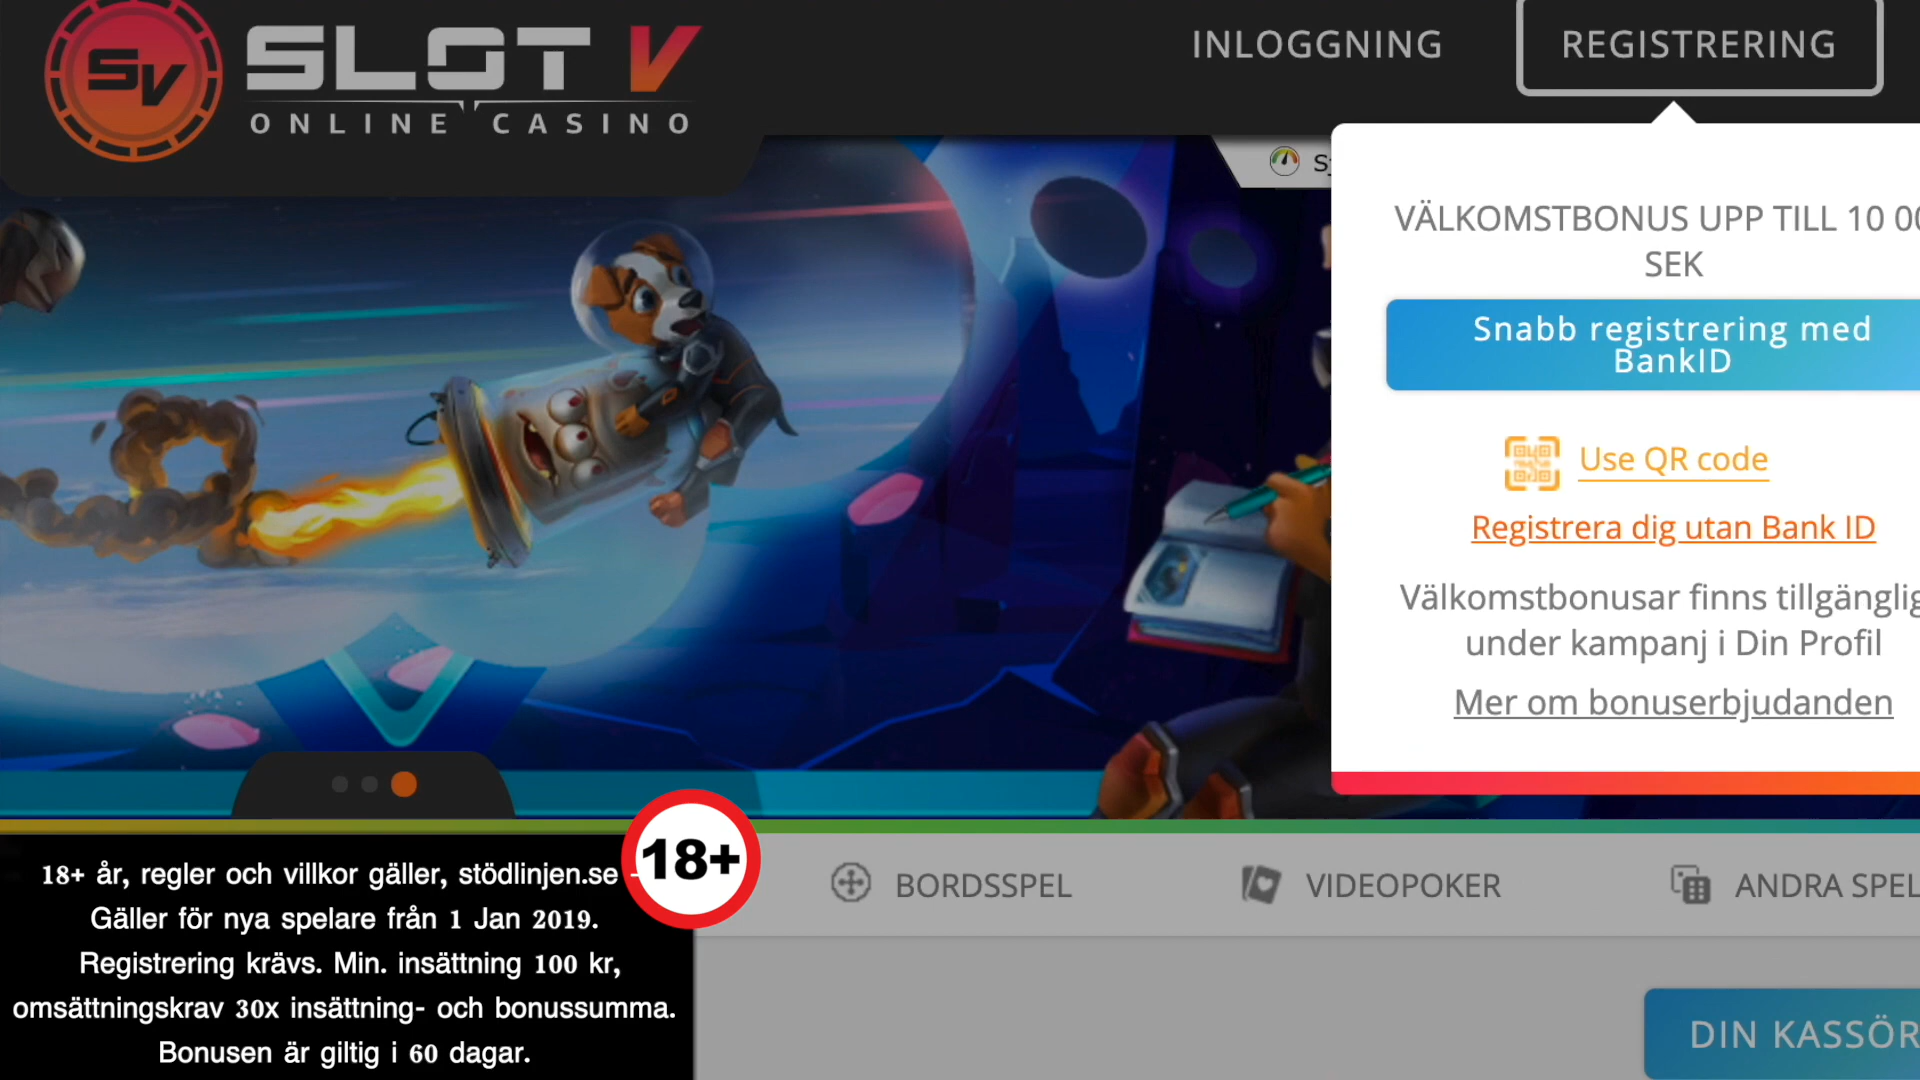 SV
SLOT V
ONLINE CASINO
INLOGGNING
REGISTRERING
VÄLKOMSTBONUS UPP TILL 10
SEK
Snabb registrering med
BankID
Use QR code
Registrera dig utan Bank ID
Välkomstbonusar finns
under kampanj i Din Profil
Mer om bonuserbjudanden
18+ år, regler och villkor gäller, stödlinjen.se -
Gäller för nya spelare från 1 Jan 2019.
Registrering krävs. Min. insättning 100 kr,
omsättningskrav 30x insättning- och bonussumma.
Bonusen är giltig i 60 dagar.
18+
BORDSSPEL
VIDEOPOKER
ANDRA SPEL
DIN KASSÖR